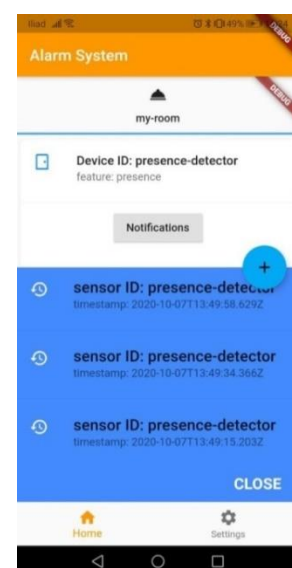 Iliad
49%
DEBUG
Alarm System
DEBUG
my-room
Device ID: presence-detector
feature: presence
Notifications
+
sensor ID: presence-detector
timestamp: 2020-10-07T13:49:58.629Z
sensor ID: presence-detector
timestamp: 2020-10-07T13:49:34.366Z
sensor ID: presence-detector
timestamp: 2020-10-07T13:49:15.203Z
CLOSE
Home
Settings